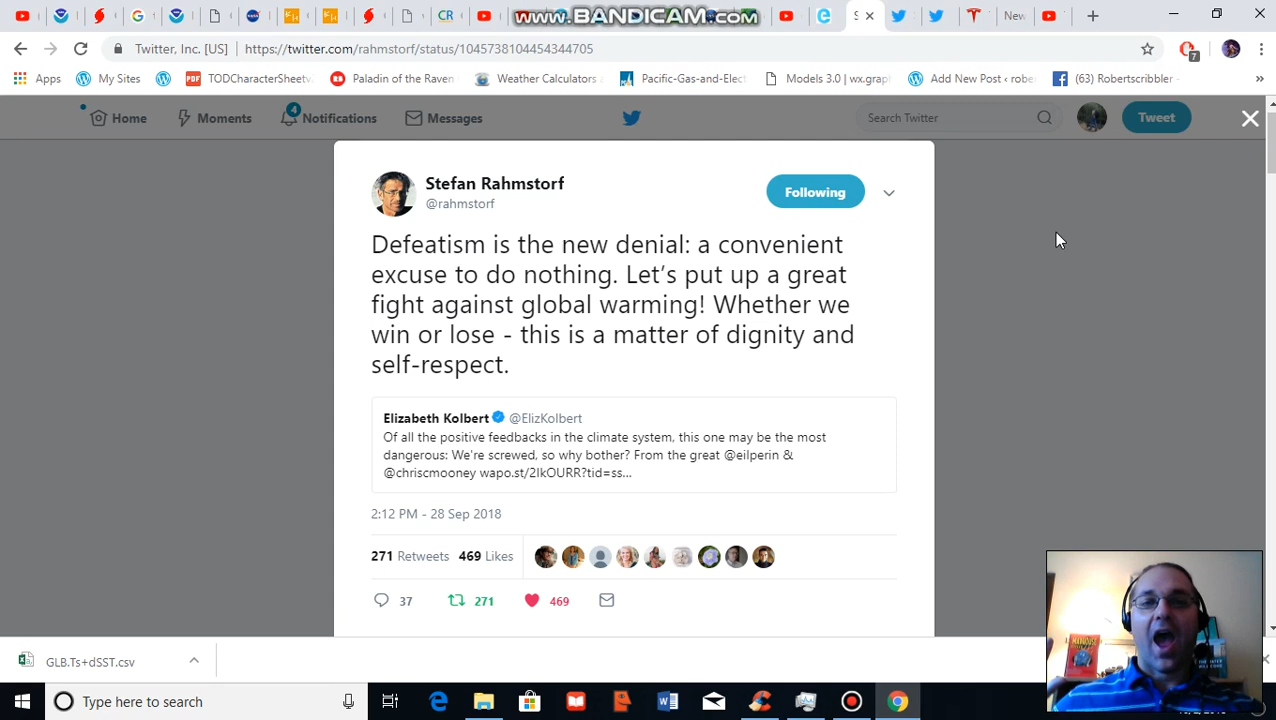 www.BANDICAM.com
CR
S
New
Twitter, Inc. [US] | https://twitter.com/rahmstorf/status/1045738104454344705
7
Apps My Sites TODCharacterSheetv. Paladin of the Raven Weather Calculators Pacific-Gas-and-Elect Models 3.0 | wx.grap Add New Post ‹ robe (63) Robertscribbler - »
Home Moments 4 Notifications Messages Search Twitter Tweet
Stefan Rahmstorf
@rahmstorf
Following
Defeatism is the new denial: a convenient
excuse to do nothing. Let’s put up a great
fight against global warming! Whether we
win or lose - this is a matter of dignity and
self-respect.
Elizabeth Kolbert @ElizKolbert
Of all the positive feedbacks in the climate system, this one may be the most
dangerous: We're screwed, so why bother? From the great @eilperin &
@chriscmooney wapo.st/2IkOURR?tid=ss...
2:12 PM - 28 Sep 2018
271 Retweets 469 Likes
37 271 469
GLB.Ts+dSST.csv
Type here to search